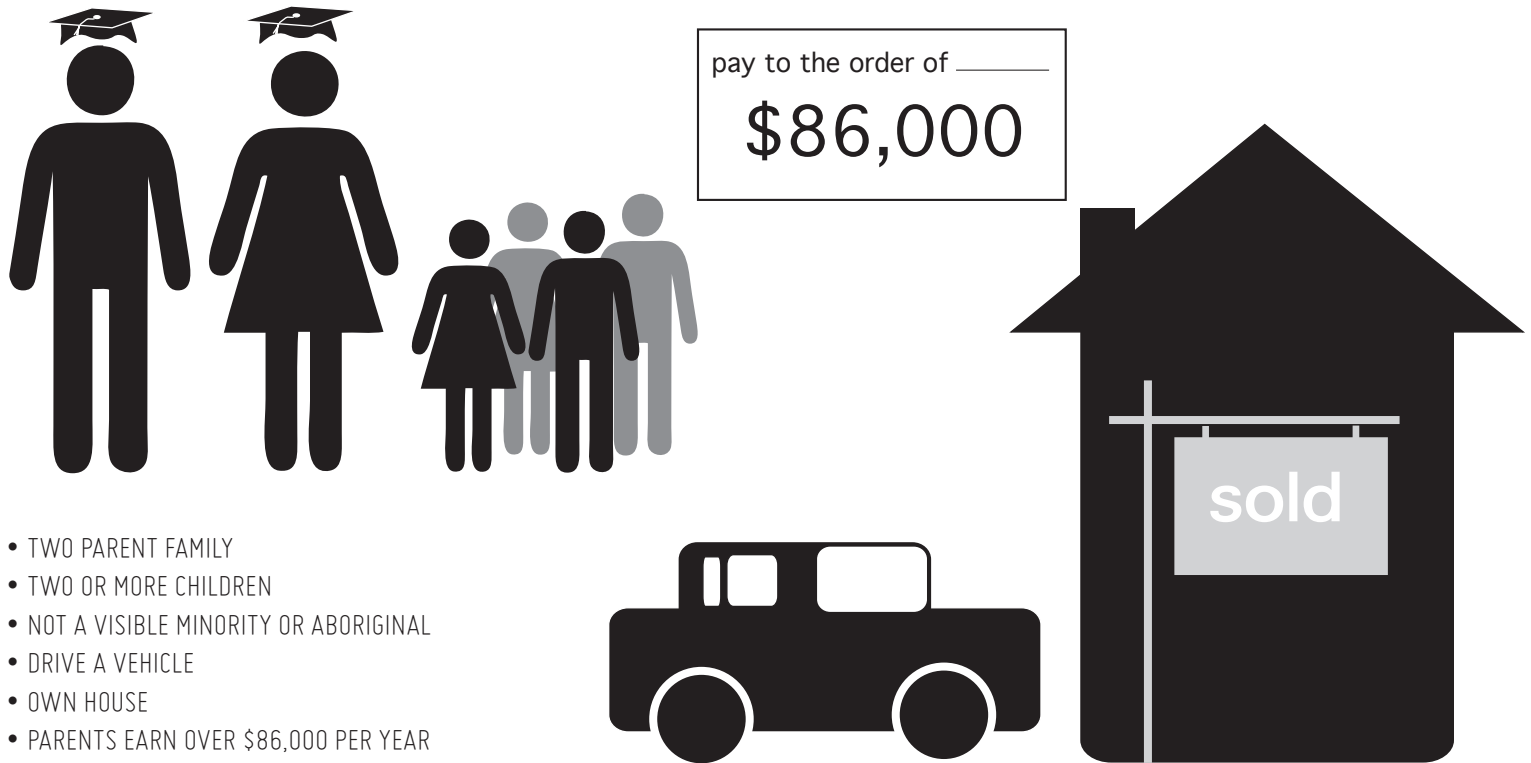 pay to the order of
$86,000
sold
• TWO PARENT FAMILY
• TWO OR MORE CHILDREN
• NOT A VISIBLE MINORITY OR ABORIGINAL
• DRIVE A VEHICLE
• OWN HOUSE
• PARENTS EARN OVER $86,000 PER YEAR